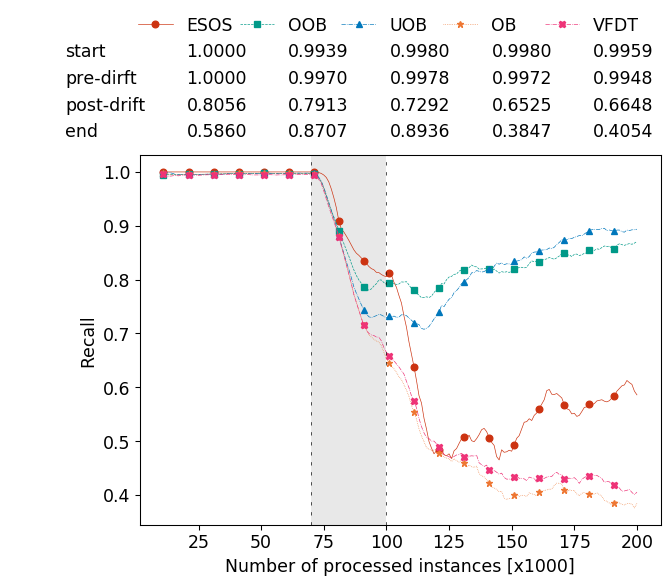 ESOS OOB UOB OB VFDT
start 1.0000 0.9939 0.9980 0.9980 0.9959
pre-dirft 1.0000 0.9970 0.9978 0.9972 0.9948
post-drift 0.8056 0.7913 0.7292 0.6525 0.6648
end 0.5860 0.8707 0.8936 0.3847 0.4054
1.0
0.9
0.8
0.7
0.6
0.5
0.4
Recall
25 50 75 100 125 150 175 200
Number of processed instances [x1000]